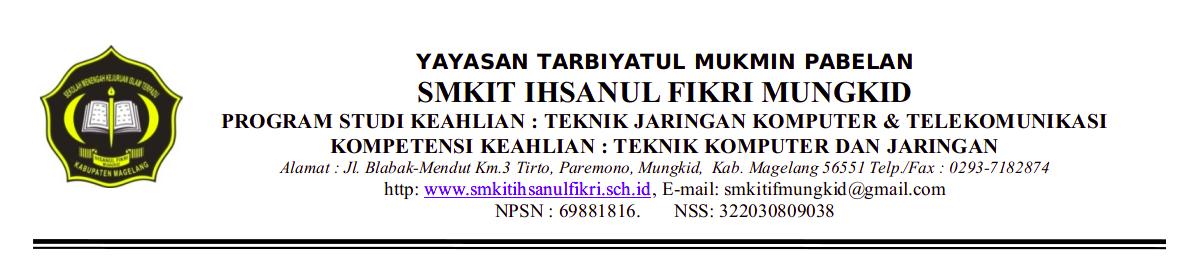 SEKOLAH MENENGAH KEJURUAN ISLAM TERPADU
IHSANUL FIKRI
MUNGKID
KABUPATEN MAGELANG
YAYASAN TARBIYATUL MUKMIN PABELAN
SMKIT IHSANUL FIKRI MUNGKID
PROGRAM STUDI KEAHLIAN : TEKNIK JARINGAN KOMPUTER & TELEKOMUNIKASI
KOMPETENSI KEAHLIAN : TEKNIK KOMPUTER DAN JARINGAN
Alamat : Jl. Blabak-Mendut Km.3 Tirto, Paremono, Mungkid, Kab. Magelang 56551 Telp./Fax : 0293-7182874
http: www.smkitihsanulfikri.sch.id, E-mail: smkitifmungkid@gmail.com
NPSN : 69881816. NSS: 322030809038